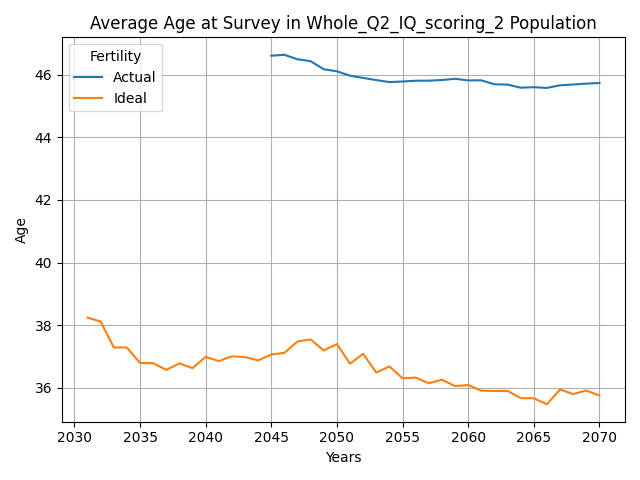 Average Age at Survey in Whole_Q2_IQ_scoring_2 Population
Fertility
Actual
Ideal
Age
46
44
42
40
38
36
2030 2035 2040 2045 2050 2055 2060 2065 2070
Years